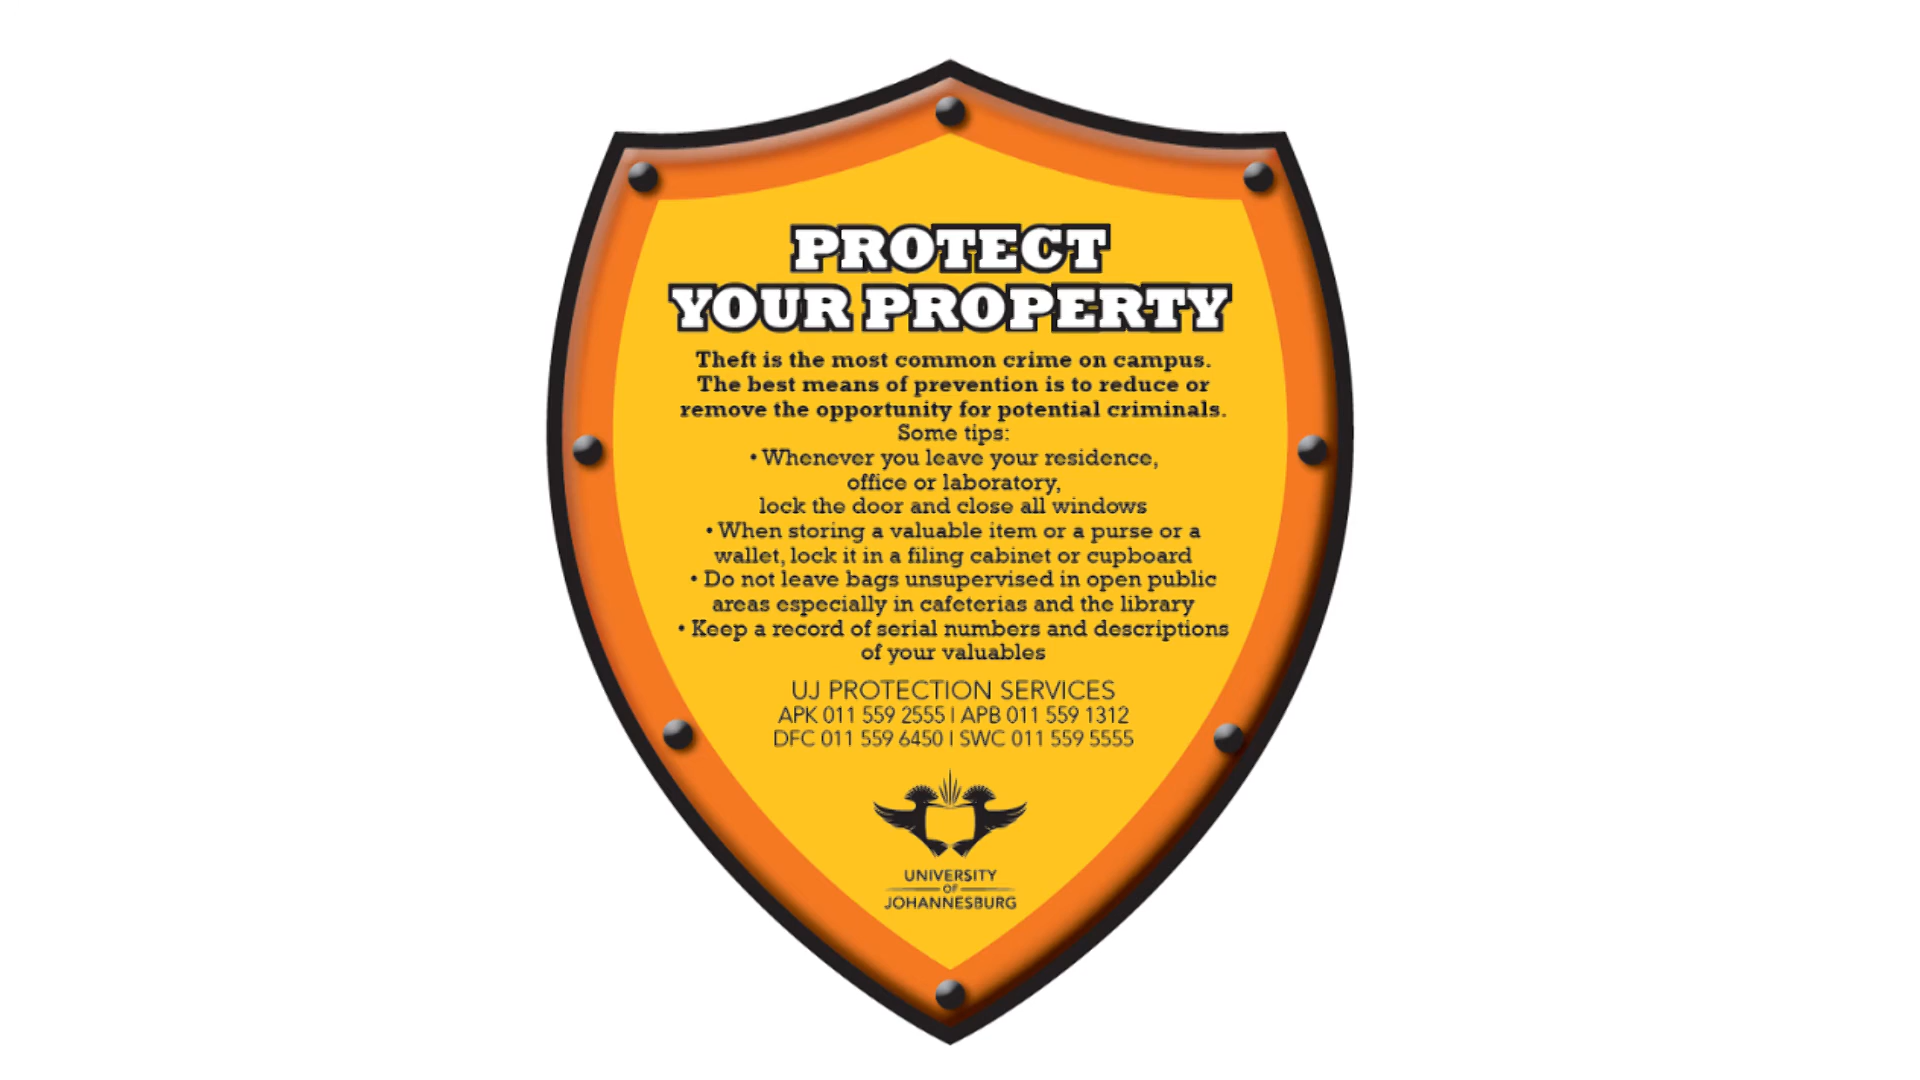 PROTECT
YOUR PROPERTY
Theft is the most common crime on campus.
The best means of prevention is to reduce or
remove the opportunity for potential criminals.
Some tips:
• Whenever you leave your residence,
office or laboratory,
lock the door and close all windows
• When storing a valuable item or a purse or a
wallet, lock it in a filing cabinet or cupboard
• Do not leave bags unsupervised in open public
areas especially in cafeterias and the library
• Keep a record of serial numbers and descriptions
of your valuables
UJ PROTECTION SERVICES
APK 011 559 2555 | APB 011 559 1312
DFC 011 559 6450 | SWC 011 559 5555
UNIVERSITY
OF
JOHANNESBURG